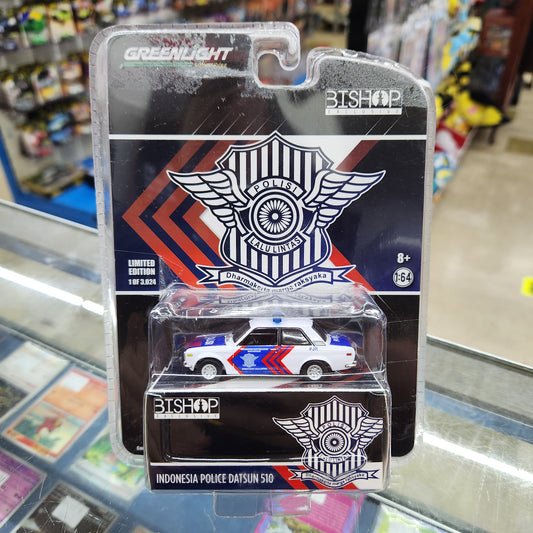 GREENLIGHT
BISHOP
EXCLUSIVE
POLISI
LALU LINTAS
Dharmakerta marga raksyaka
LIMITED
EDITION
1 OF 3.024
8+
1:64
BISHOP
EXCLUSIVE
INDONESIA POLICE DATSUN 510